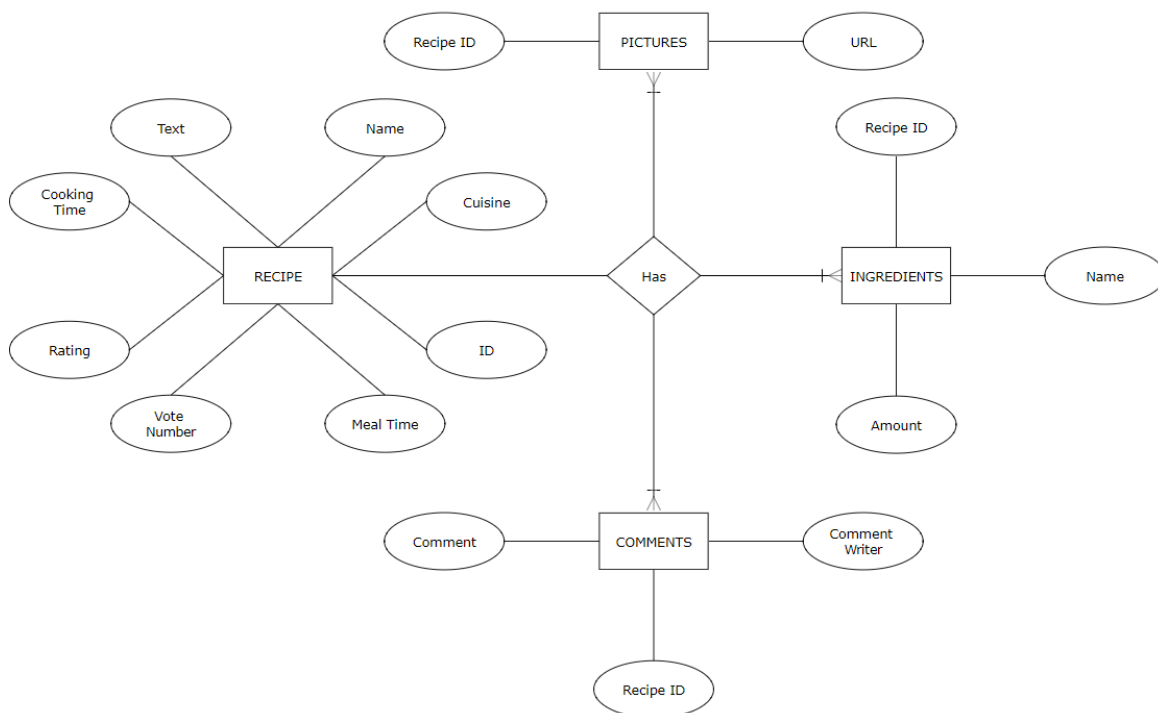 Recipe ID
PICTURES
URL
Text
Name
Recipe ID
Cooking
Time
Cuisine
RECIPE
Has
INGREDIENTS
Name
Rating
ID
Vote
Number
Meal Time
Amount
Comment
COMMENTS
Comment
Writer
Recipe ID